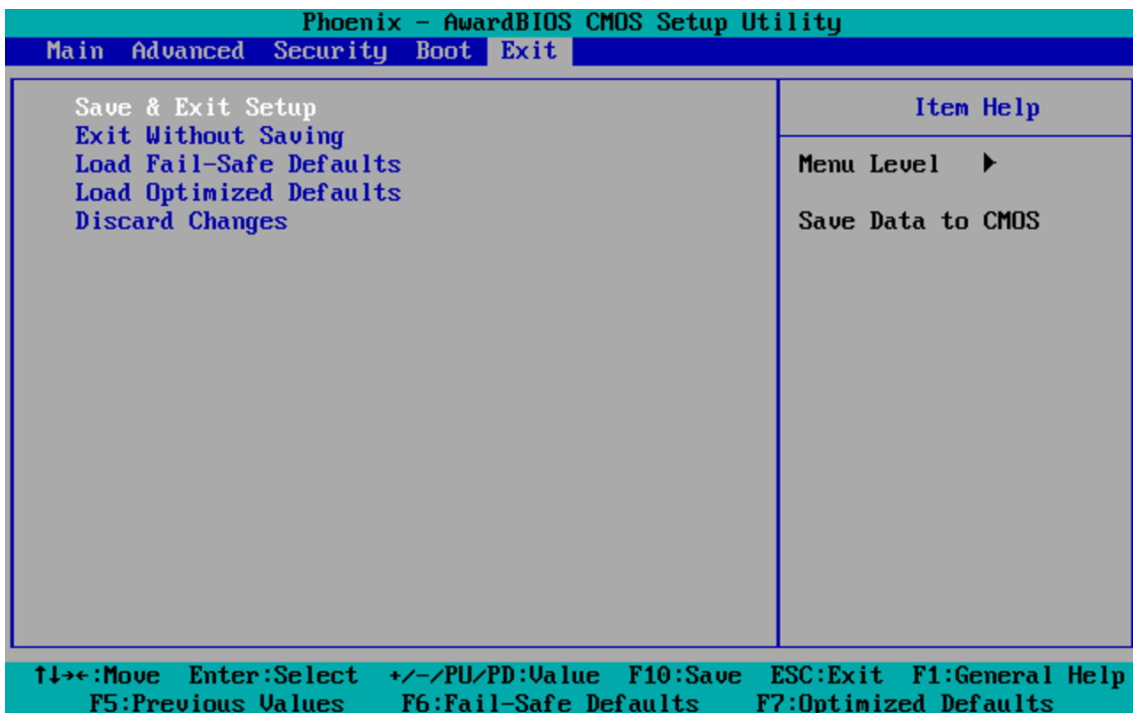 Phoenix - AwardBIOS CMOS Setup Utility
Main Advanced Security Boot Exit
Save & Exit Setup
Exit Without Saving
Load Fail-Safe Defaults
Load Optimized Defaults
Discard Changes
Item Help
Menu Level ▶
Save Data to CMOS
↑↓→←:Move Enter:Select +/-/PU/PD:Value F10:Save ESC:Exit F1:General Help
F5:Previous Values F6:Fail-Safe Defaults F7:Optimized Defaults